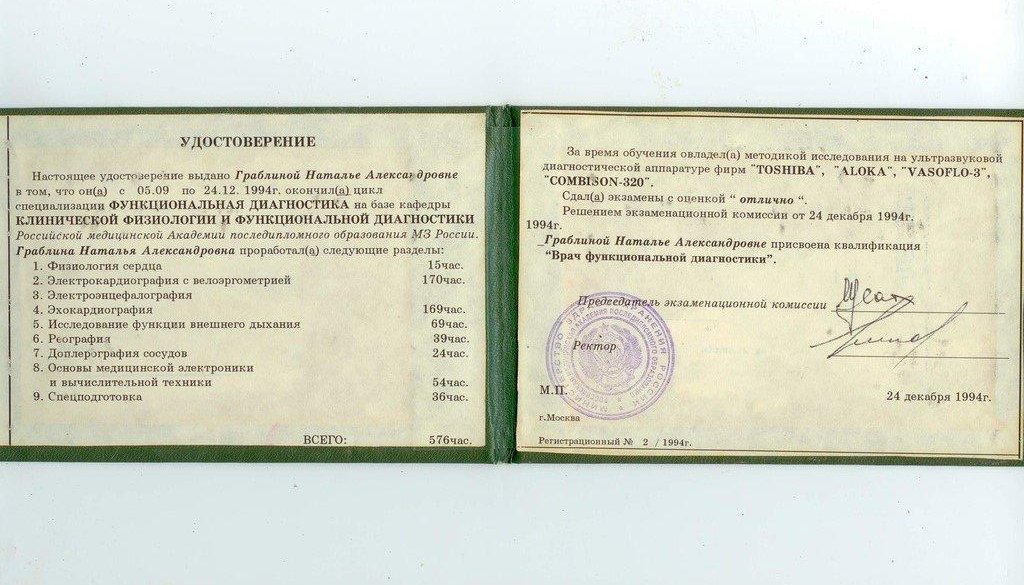 УДОСТОВЕРЕНИЕ
Настоящее удостоверение выдано Граблиной Наталье Александровне
в том, что он(а) с 05.09 по 24.12. 1994г. окончил(а) цикл
специализации ФУНКЦИОНАЛЬНАЯ ДИАГНОСТИКА на базе кафедры
КЛИНИЧЕСКОЙ ФИЗИОЛОГИИ И ФУНКЦИОНАЛЬНОЙ ДИАГНОСТИКИ
Российской медицинской Академии последипломного образования МЗ России.
Граблина Наталья Александровна проработал(а) следующие разделы:
1. Физиология сердца 15час.
2. Электрокардиография с велоэргометрией 170час.
3. Электроэнцефалография
4. Эхокардиография 169час.
5. Исследование функции внешнего дыхания 69час.
6. Реография 39час.
7. Доплерография сосудов 24час.
8. Основы медицинской электроники
и вычислительной техники 54час.
9. Спецподготовка 36час.
ВСЕГО: 576час.
За время обучения овладел(а) методикой исследования на ультразвуковой
диагностической аппаратуре фирм "TOSHIBA", "ALOKA", "VASOFLO-3",
"COMBISON-320".
Сдал(а) экзамены с оценкой “ отлично “.
Решением экзаменационной комиссии от 24 декабря 1994г.
1994г.
Граблиной Наталье Александровне присвоена квалификация
“Врач функциональной диагностики”.
Председатель экзаменационной комиссии
Ректор
М.П.
24 декабря 1994г.
г.Москва
Регистрационный № 2 / 1994г.